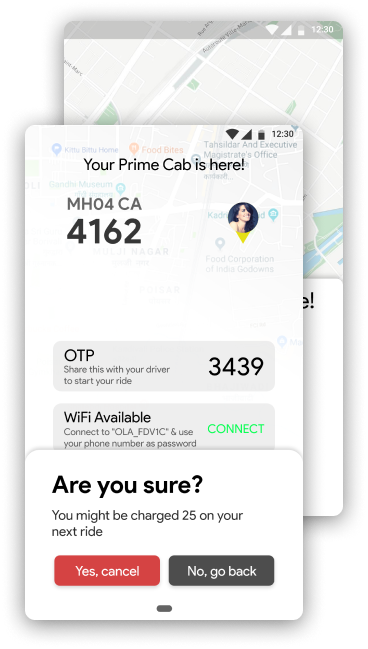 12:30
12:30
Kittu Bittu Home
Food Bites
Tahsildar And Executive
Magistrate's Office
Your Prime Cab is here!
Gandhi Museum
MH04 CA
4162
Food Corporation
of India Godowns
e!
OTP
Share this with your driver
to start your ride
3439
WiFi Available
Connect to "OLA_FDV1C" & use
your phone number as password
CONNECT
Are you sure?
You might be charged 25 on your
next ride
Yes, cancel
No, go back